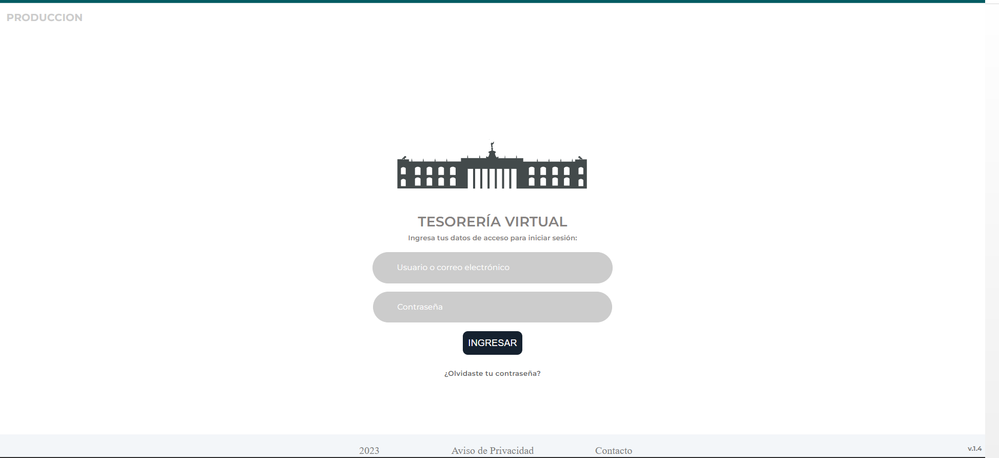 PRODUCCION
TESORERÍA VIRTUAL
Ingresa tus datos de acceso para iniciar sesión:
Usuario o correo electrónico
Contraseña
INGRESAR
¿Olvidaste tu contraseña?
2023 Aviso de Privacidad Contacto v.1.4